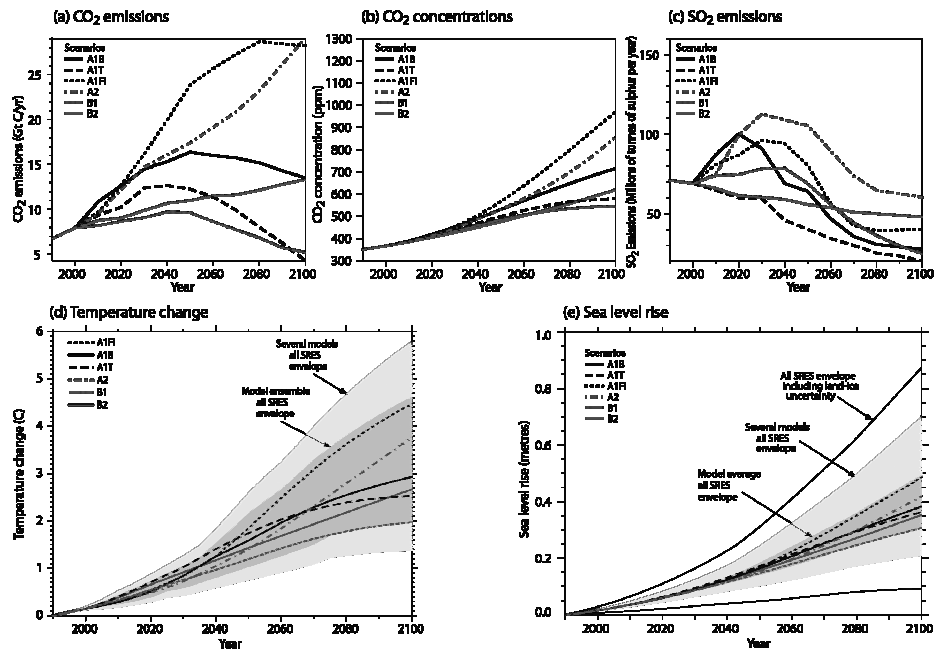 (a) CO2 emissions
(b) CO2 concentrations
(c) SO2 emissions
Scenarios
A1B
A1T
A1FI
A2
B1
B2
25
20
15
10
5
CO2 emissions (Gt C/yr)
2000
2020
2040
2060
2080
2100
Year
Scenarios
A1B
A1T
A1FI
A2
B1
B2
1300
1200
1100
1000
900
800
700
600
500
400
300
CO2 concentration (ppm)
2000
2020
2040
2060
2080
2100
Year
Scenarios
A1B
A1T
A1FI
A2
B1
B2
150
100
50
SO2 Emissions (Millions of tonnes of sulphur per year)
2000
2020
2040
2060
2080
2100
Year
(d) Temperature change
A1FI
A1B
A1T
A2
B1
B2
Several models
all SRES
envelope
Model ensemble
all SRES
envelope
6
5
4
3
2
1
0
Temperature change (C)
2000
2020
2040
2060
2080
2100
Year
(e) Sea level rise
Scenarios
A1B
A1T
A1FI
A2
B1
B2
All SRES envelope
including land-ice
uncertainty
Several models
all SRES
envelope
Model average
all SRES
envelope
1.0
0.8
0.6
0.4
0.2
0.0
Sea level rise (metres)
2000
2020
2040
2060
2080
2100
Year